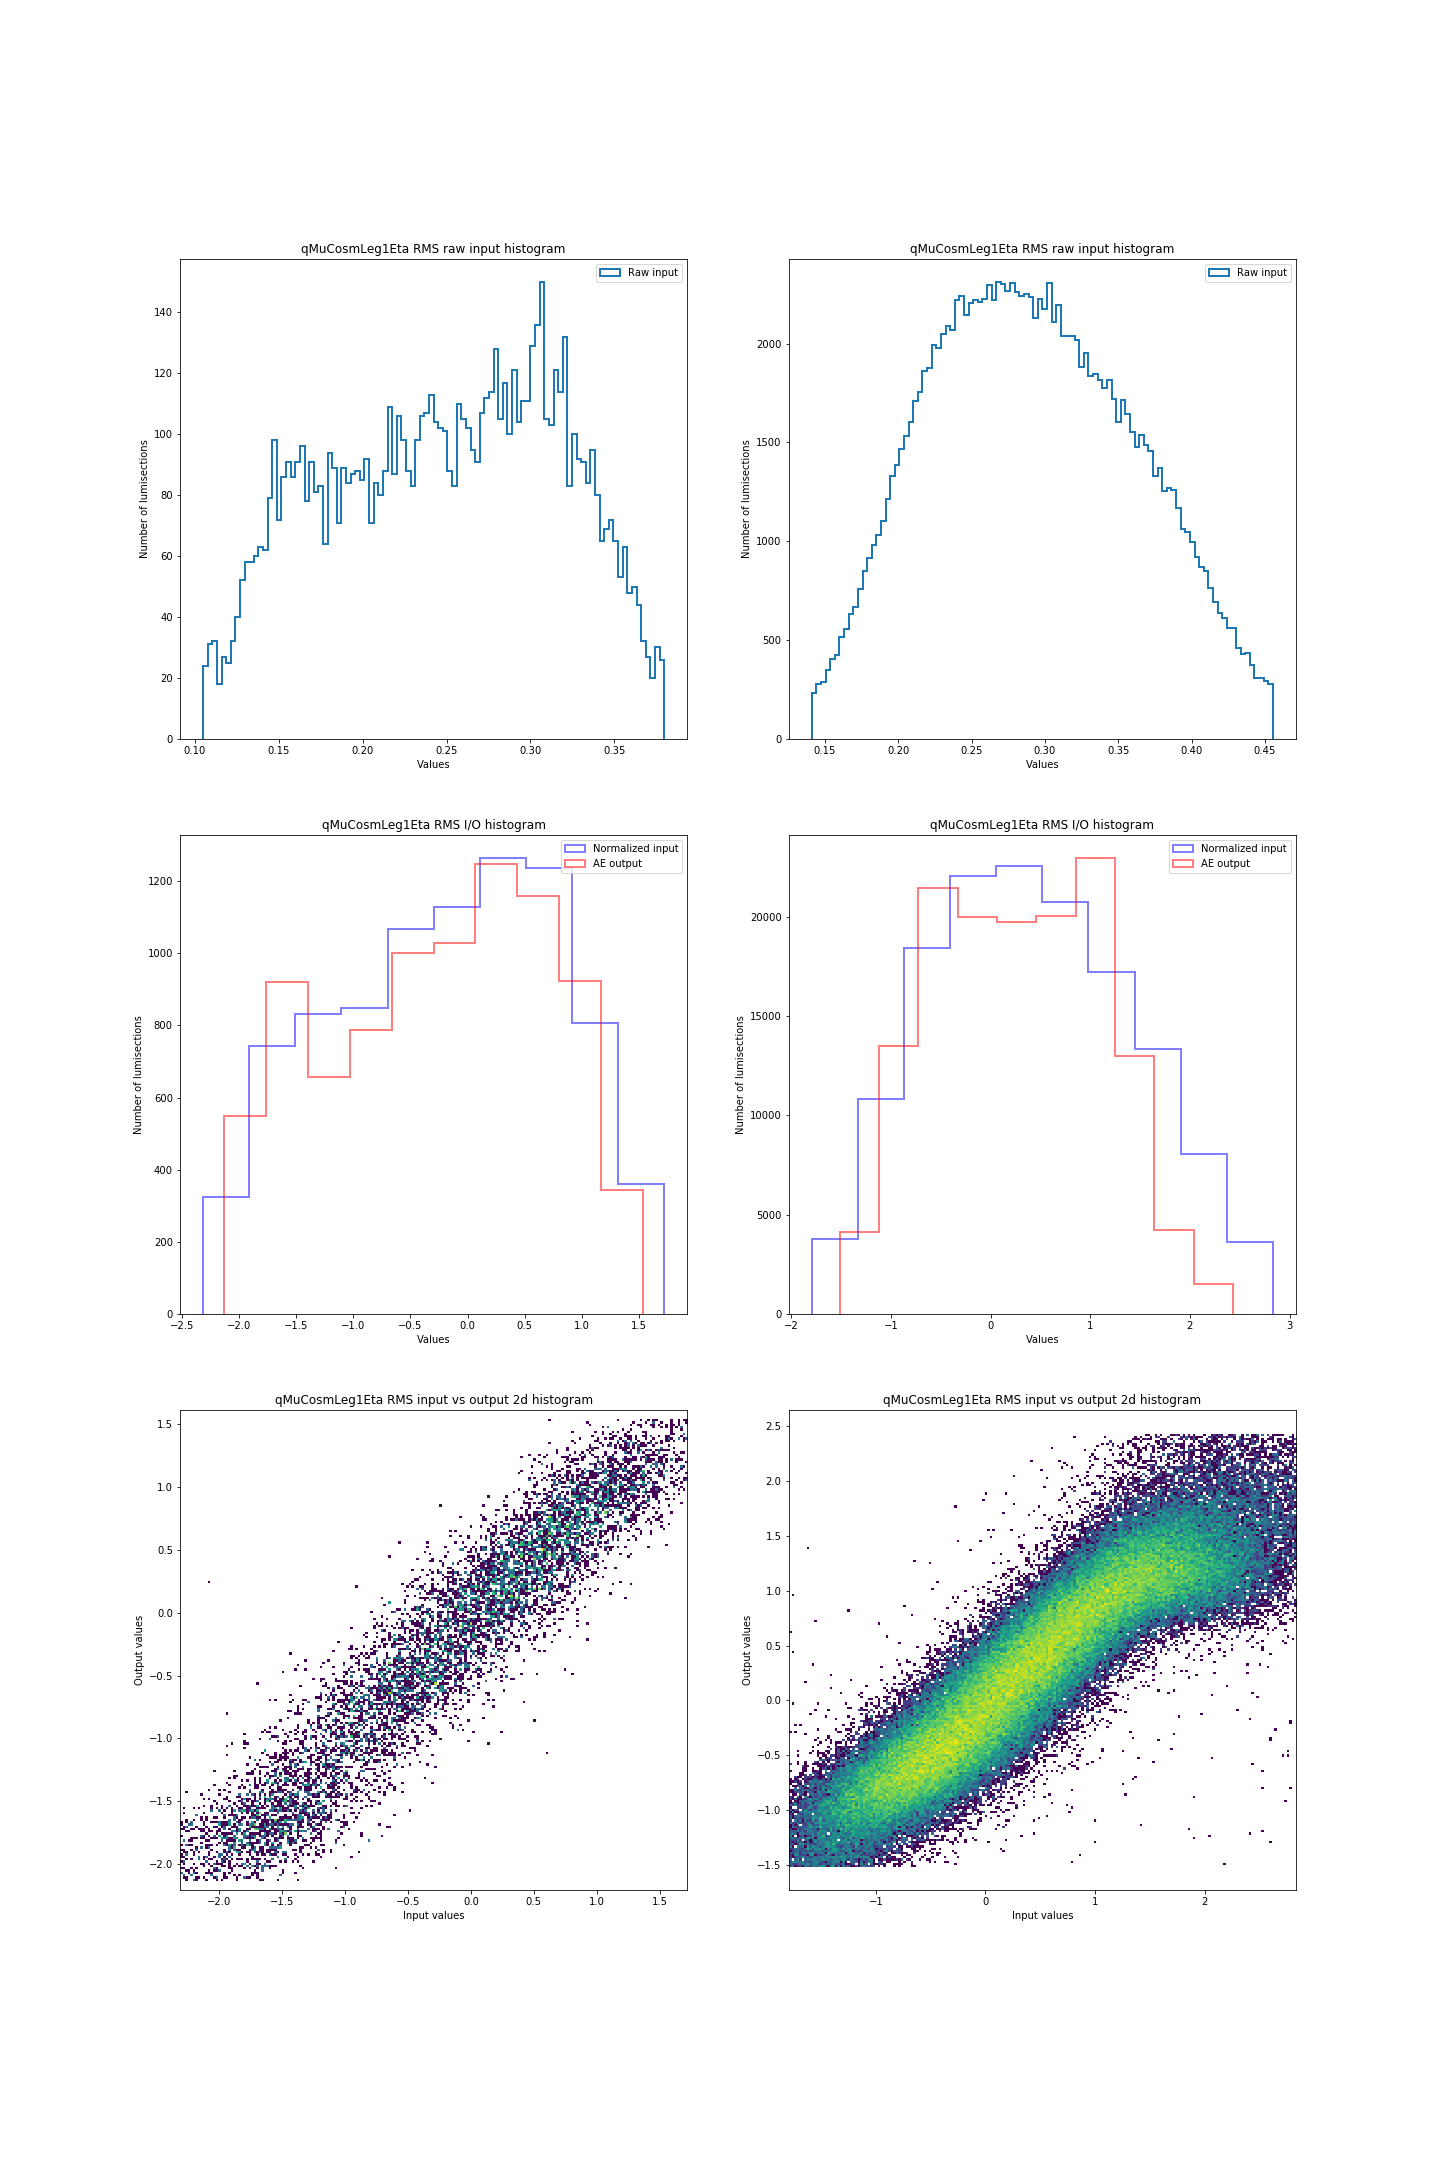 qMuCosmLeg1Eta RMS raw input histogram
Raw input
Number of lumisections
140
120
100
80
60
40
20
0
0.10 0.15 0.20 0.25 0.30 0.35
Values
qMuCosmLeg1Eta RMS raw input histogram
Raw input
Number of lumisections
2000
1500
1000
500
0
0.15 0.20 0.25 0.30 0.35 0.40 0.45
Values
qMuCosmLeg1Eta RMS I/O histogram
Normalized input
AE output
Number of lumisections
1200
1000
800
600
400
200
0
−2.5 −2.0 −1.5 −1.0 −0.5 0.0 0.5 1.0 1.5
Values
qMuCosmLeg1Eta RMS I/O histogram
Normalized input
AE output
Number of lumisections
20000
15000
10000
5000
0
−2 −1 0 1 2 3
Values
qMuCosmLeg1Eta RMS input vs output 2d histogram
Output values
1.5
1.0
0.5
0.0
−0.5
−1.0
−1.5
−2.0
−2.0 −1.5 −1.0 −0.5 0.0 0.5 1.0 1.5
Input values
qMuCosmLeg1Eta RMS input vs output 2d histogram
Output values
2.5
2.0
1.5
1.0
0.5
0.0
−0.5
−1.0
−1.5
−1 0 1 2
Input values